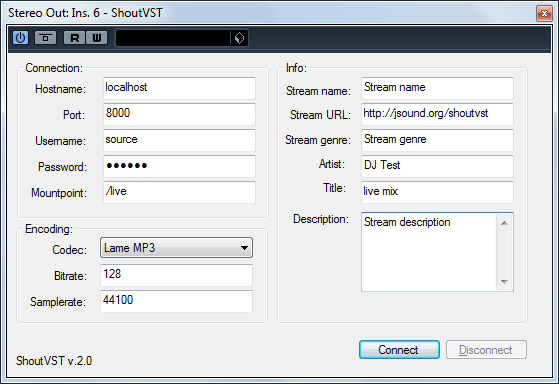 Stereo Out: Ins. 6 - ShoutVST
R W
Connection:
Hostname: localhost
Port: 8000
Username: source
Password: ●●●●●●
Mountpoint: /live
Encoding:
Codec: Lame MP3
Bitrate: 128
Samplerate: 44100
Info:
Stream name: Stream name
Stream URL: http://jsound.org/shoutvst
Stream genre: Stream genre
Artist: DJ Test
Title: live mix
Description: Stream description
Connect Disconnect
ShoutVST v.2.0